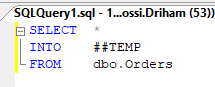 SQLQuery1.sql - 1...ossi.Driham (53))
SELECT *
INTO ##TEMP
FROM dbo.Orders